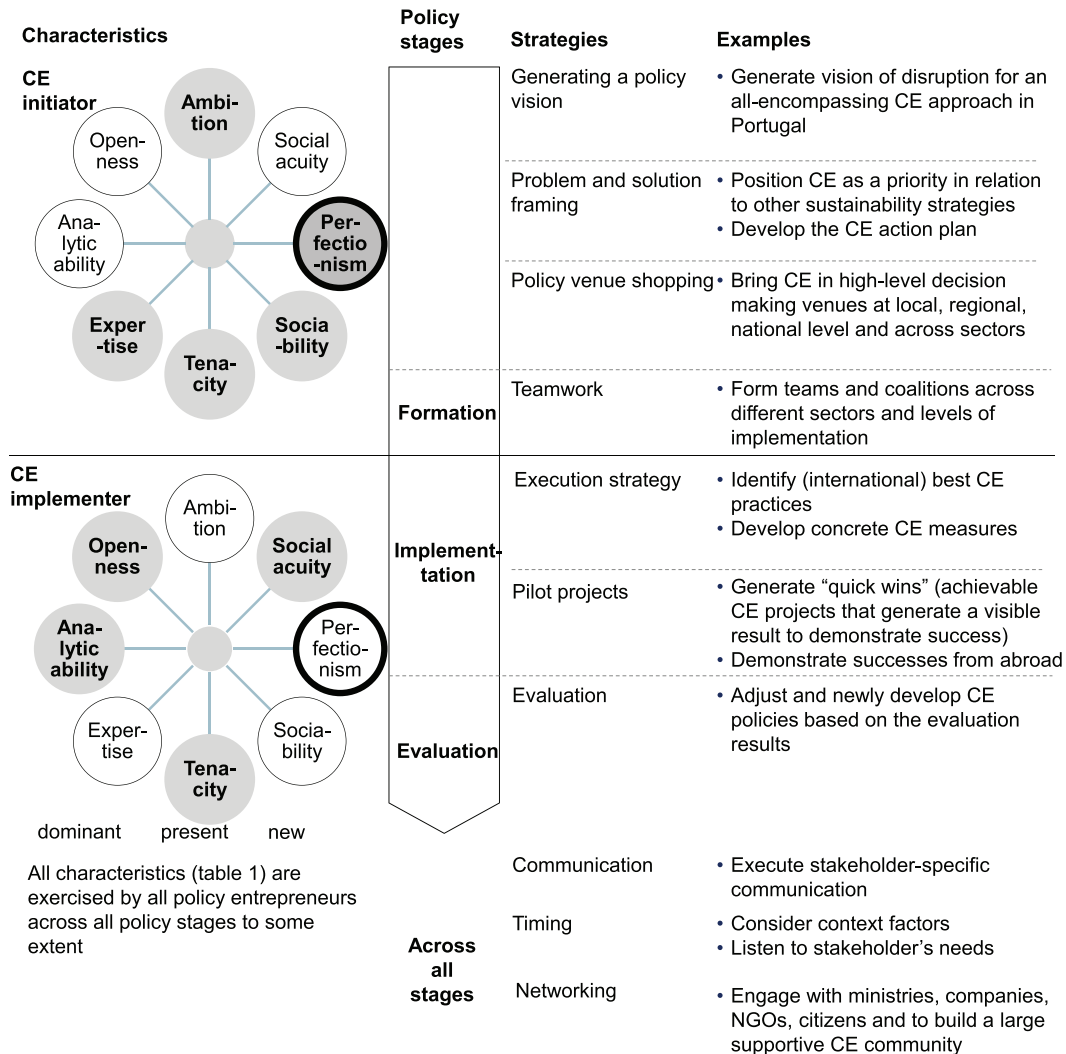 Characteristics
Policy
stages
Strategies
Examples
CE
initiator
Ambi-
tion
Social
acuity
Per-
fectio
-nism
Socia
-bility
Tena-
city
Exper
-tise
Ana-
lytic
ability
Open-
ness
Generating a policy
vision
• Generate vision of disruption for an
all-encompassing CE approach in
Portugal
Problem and solution
framing
• Position CE as a priority in relation
to other sustainability strategies
• Develop the CE action plan
Policy venue shopping
• Bring CE in high-level decision
making venues at local, regional,
national level and across sectors
Formation
Teamwork
• Form teams and coalitions across
different sectors and levels of
implementation
CE
implementer
Ambi-
tion
Social
acuity
Per-
fectio-
nism
Socia-
bility
Tena-
city
Exper-
tise
Ana-
lytic
ability
Open-
ness
Implemen-
tation
Execution strategy
• Identify (international) best CE
practices
• Develop concrete CE measures
Pilot projects
• Generate “quick wins” (achievable
CE projects that generate a visible
result to demonstrate success)
• Demonstrate successes from abroad
Evaluation
Evaluation
• Adjust and newly develop CE
policies based on the evaluation
results
dominant present new
All characteristics (table 1) are
exercised by all policy entrepreneurs
across all policy stages to some
extent
Across
all
stages
Communication
• Execute stakeholder-specific
communication
Timing
• Consider context factors
• Listen to stakeholder’s needs
Networking
• Engage with ministries, companies,
NGOs, citizens and to build a large
supportive CE community